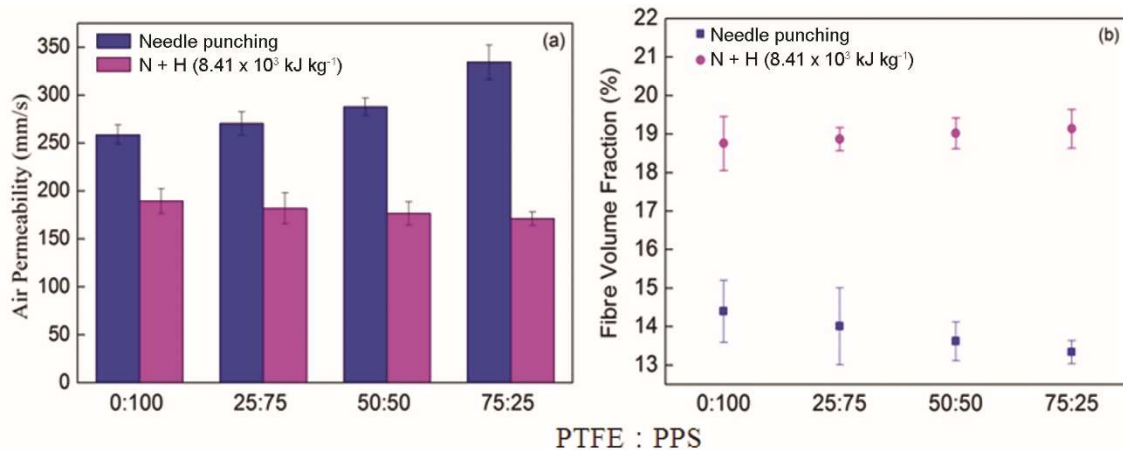 (a)
Needle punching
N + H (8.41 x 10³ kJ kg⁻¹)
Air Permeability (mm/s)
350
300
250
200
150
100
50
0
0:100 25:75 50:50 75:25
(b)
Needle punching
N + H (8.41 x 10³ kJ kg⁻¹)
Fibre Volume Fraction (%)
22
21
20
19
18
17
16
15
14
13
0:100 25:75 50:50 75:25
PTFE : PPS